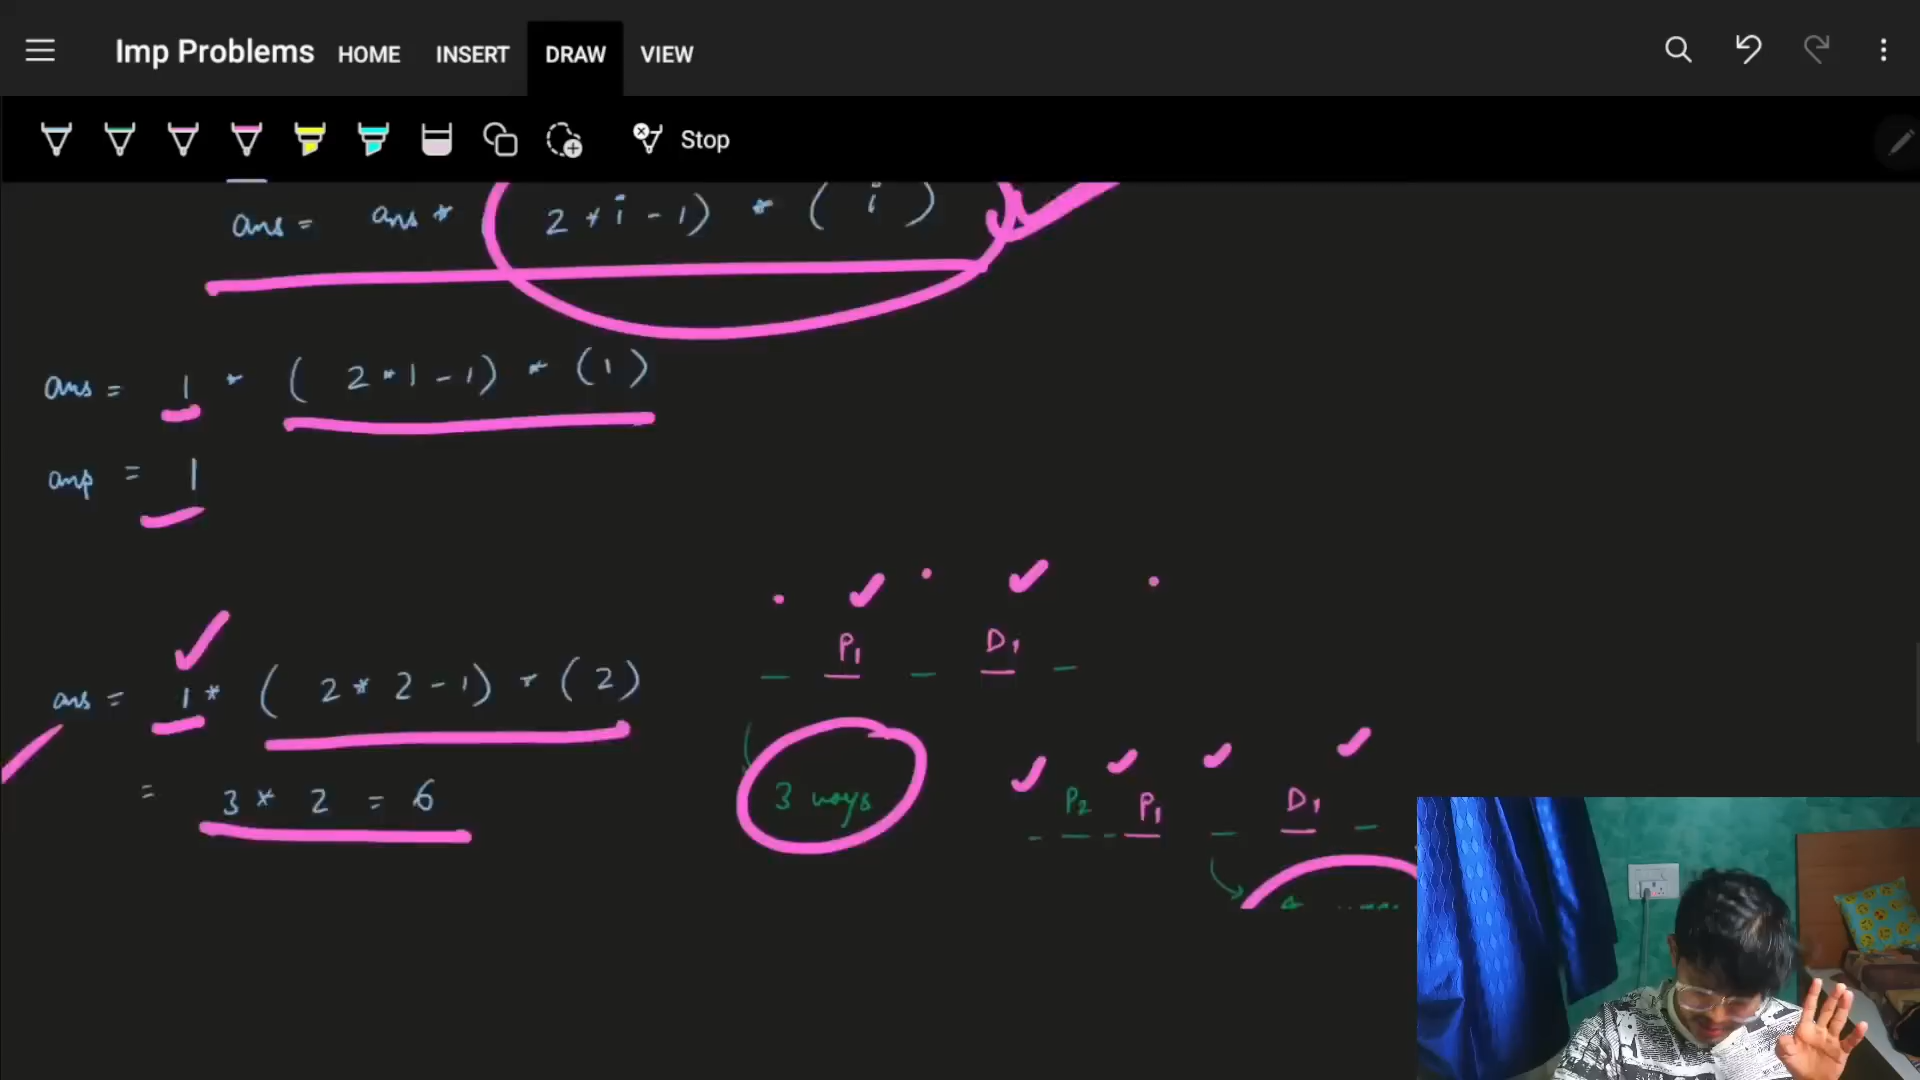 Imp Problems HOME INSERT DRAW VIEW
Stop
ans = ans * 2 * i - 1) * ( i )
ans = 1 * ( 2 * 1 - 1) * (1)
ans = 1
P1 D1
ans = 1 * ( 2 * 2 - 1) * (2)
= 3 * 2 = 6
3 ways
P2 P1 D1